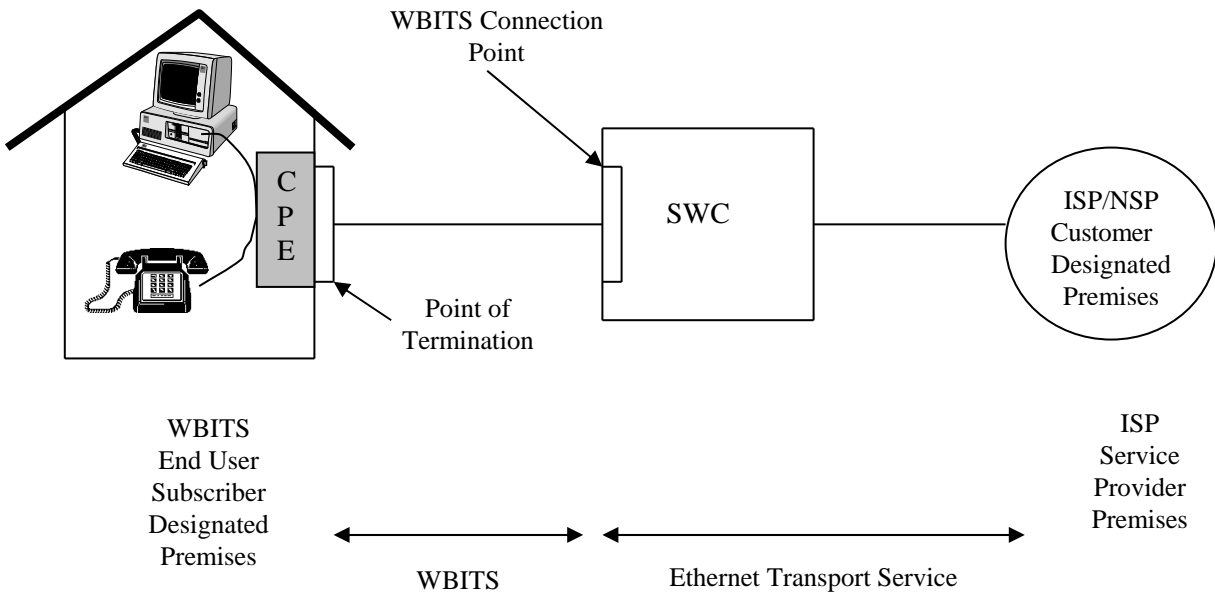 WBITS Connection
Point
C
P
E
SWC
ISP/NSP
Customer
Designated
Premises
Point of
Termination
WBITS
End User
Subscriber
Designated
Premises
ISP
Service
Provider
Premises
WBITS
Ethernet Transport Service